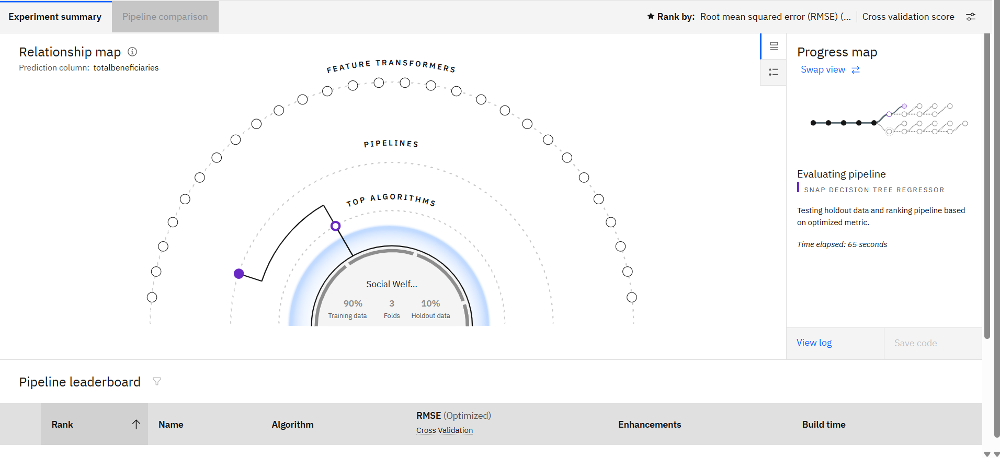 Experiment summary
Pipeline comparison
Rank by: Root mean squared error (RMSE) (... Cross validation score
Relationship map
Prediction column: totalbeneficiaries
FEATURE TRANSFORMERS
PIPELINES
TOP ALGORITHMS
Social Welf...
90% 3 10%
Training data Folds Holdout data
Progress map
Swap view
Evaluating pipeline
SNAP DECISION TREE REGRESSOR
Testing holdout data and ranking pipeline based
on optimized metric.
Time elapsed: 65 seconds
View log Save code
Pipeline leaderboard
Rank Name Algorithm RMSE (Optimized) Enhancements Build time
Cross Validation